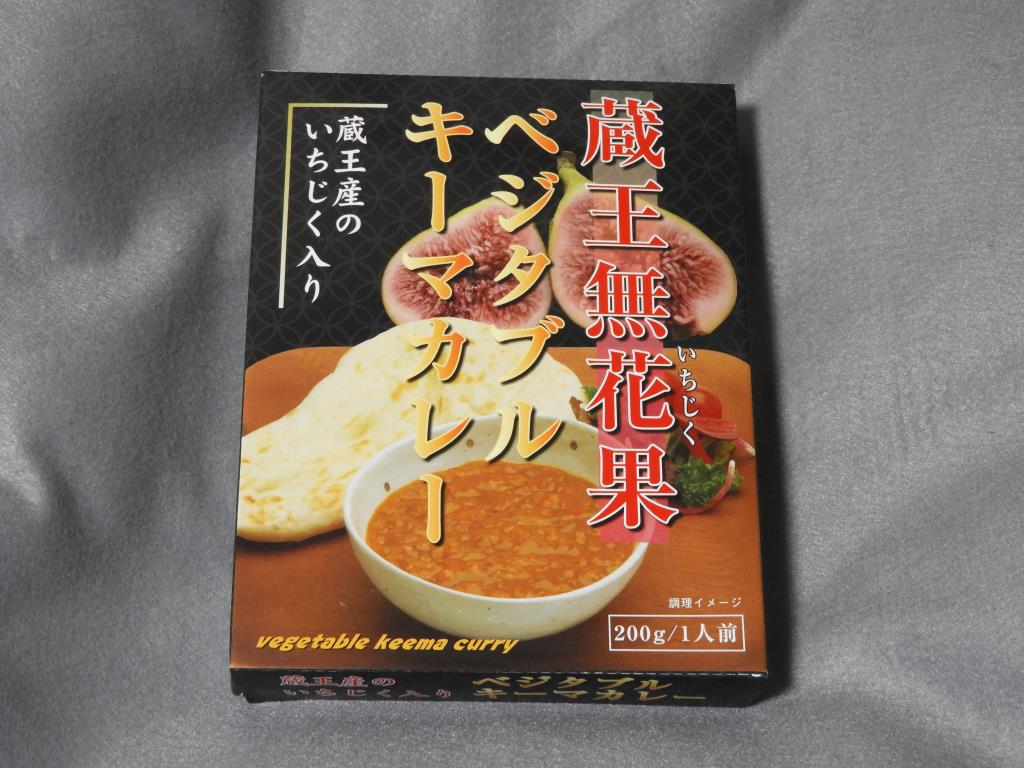 蔵王無花果
いちじく
ベジタブル
キーマカレー
蔵王産の
いちじく入り
調理イメージ
200g/1人前
vegetable keema curry
蔵王産の
いちじく入り
ベジタブル
キーマカレー